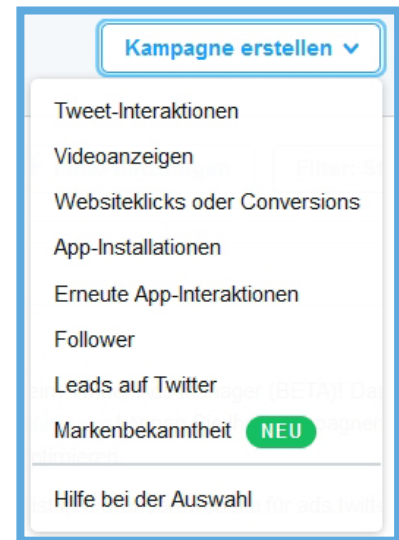 Kampagne erstellen
Tweet-Interaktionen
Videoanzeigen
Websiteklicks oder Conversions
App-Installationen
Erneute App-Interaktionen
Follower
Leads auf Twitter
Markenbekanntheit NEU
Hilfe bei der Auswahl